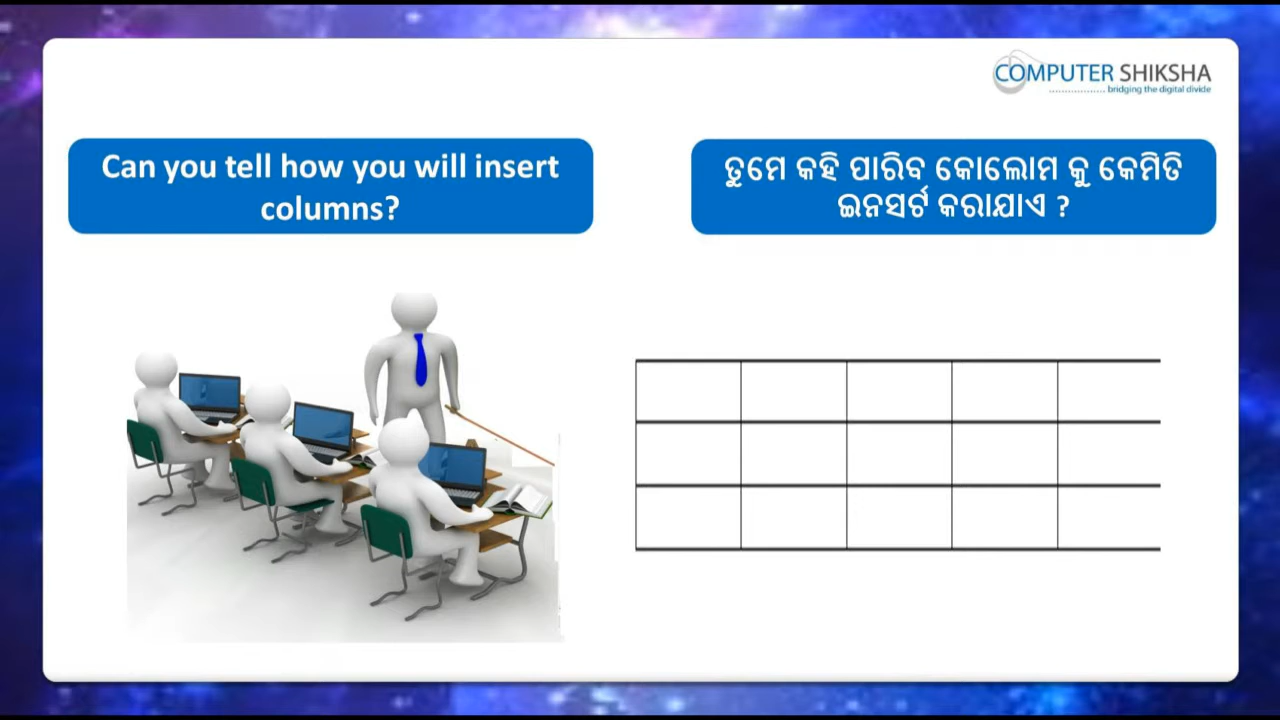 COMPUTER SHIKSHA
bridging the digital divide
Can you tell how you will insert
columns?
ତୁମେ କହି ପାରିବ କୋଲୋମ କୁ କେମିତି
ଇନସର୍ଟ କରାଯାଏ ?